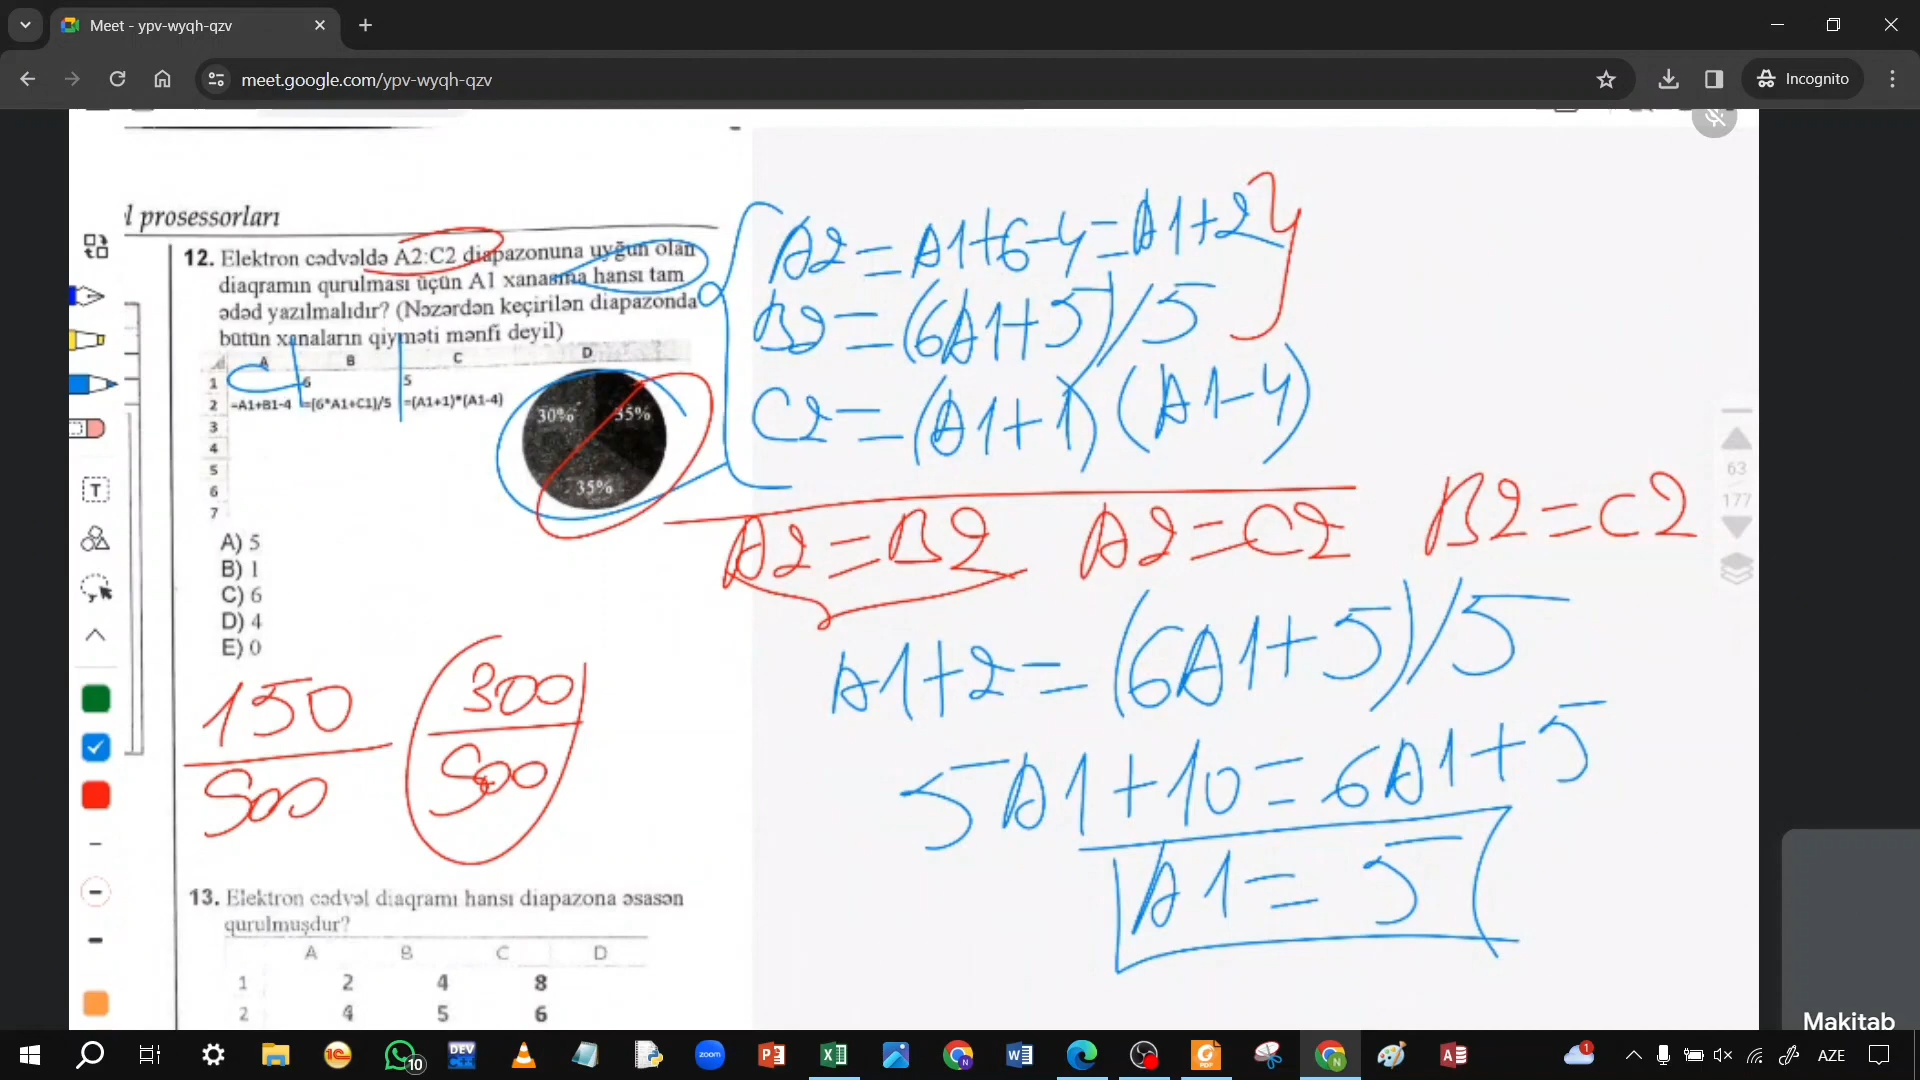 Meet - ypv-wyqh-qzv
meet.google.com/ypv-wyqh-qzv
Incognito
l prosessorları
12. Elektron cədvəldə A2:C2 diapazonuna uyğun olan
diaqramın qurulması üçün A1 xanasına hansı tam
ədəd yazılmalıdır? (Nəzərdən keçirilən diapazonda
bütün xanaların qiyməti mənfi deyil)
A B C D
1 6 5
2 =A1+B1-4 =(6*A1+C1)/5 =(A1+1)*(A1-4)
3
4
5
6
7
30% 35%
35%
A) 5
B) 1
C) 6
D) 4
E) 0
150
500
300
500
A2=A1+6-4=A1+2
B2=(6A1+5)/5
C2=(A1+1)(A1-4)
A2=B2 A2=C2 B2=C2
A1+2=(6A1+5)/5
5A1+10=6A1+5
A1=5
13. Elektron cədvəl diaqramı hansı diapazona əsasən
qurulmuşdur?
A B C D
1 2 4 8
2 4 5 6
T
63
177
Makitab
10
DEV
C++
zoom
1
AZE